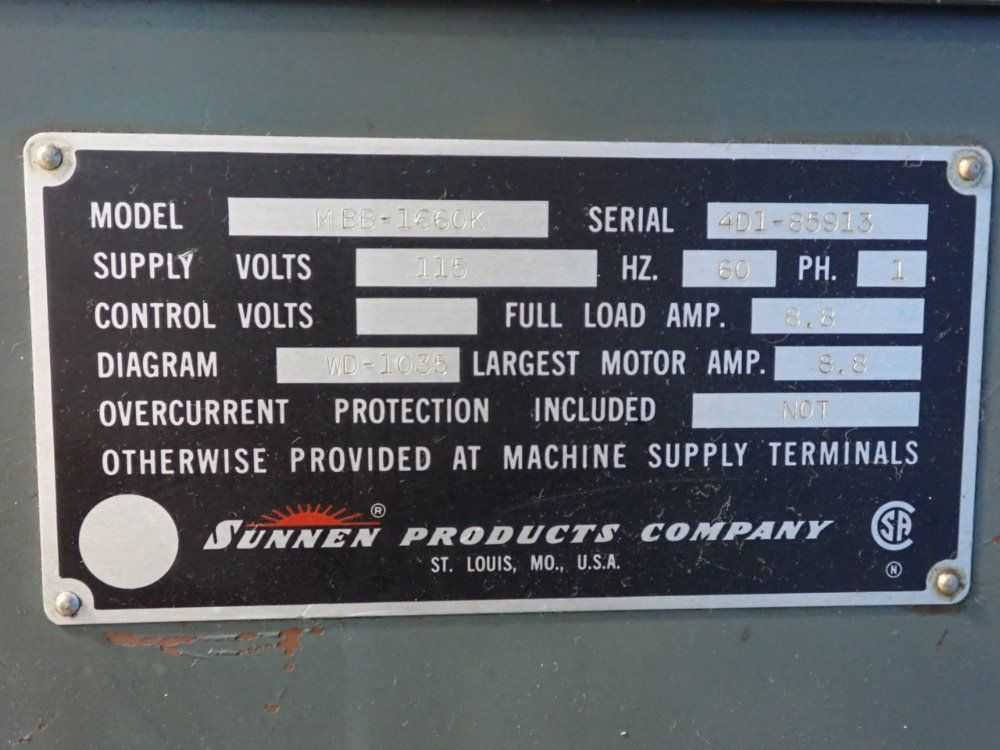 MODEL MBB-1660K SERIAL 4D1-85913
SUPPLY VOLTS 115 HZ. 60 PH. 1
CONTROL VOLTS FULL LOAD AMP. 8.8
DIAGRAM WD-1035 LARGEST MOTOR AMP. 8.8
OVERCURRENT PROTECTION INCLUDED NOT
OTHERWISE PROVIDED AT MACHINE SUPPLY TERMINALS
SUNNEN® PRODUCTS COMPANY SA
ST. LOUIS, MO., U.S.A. N